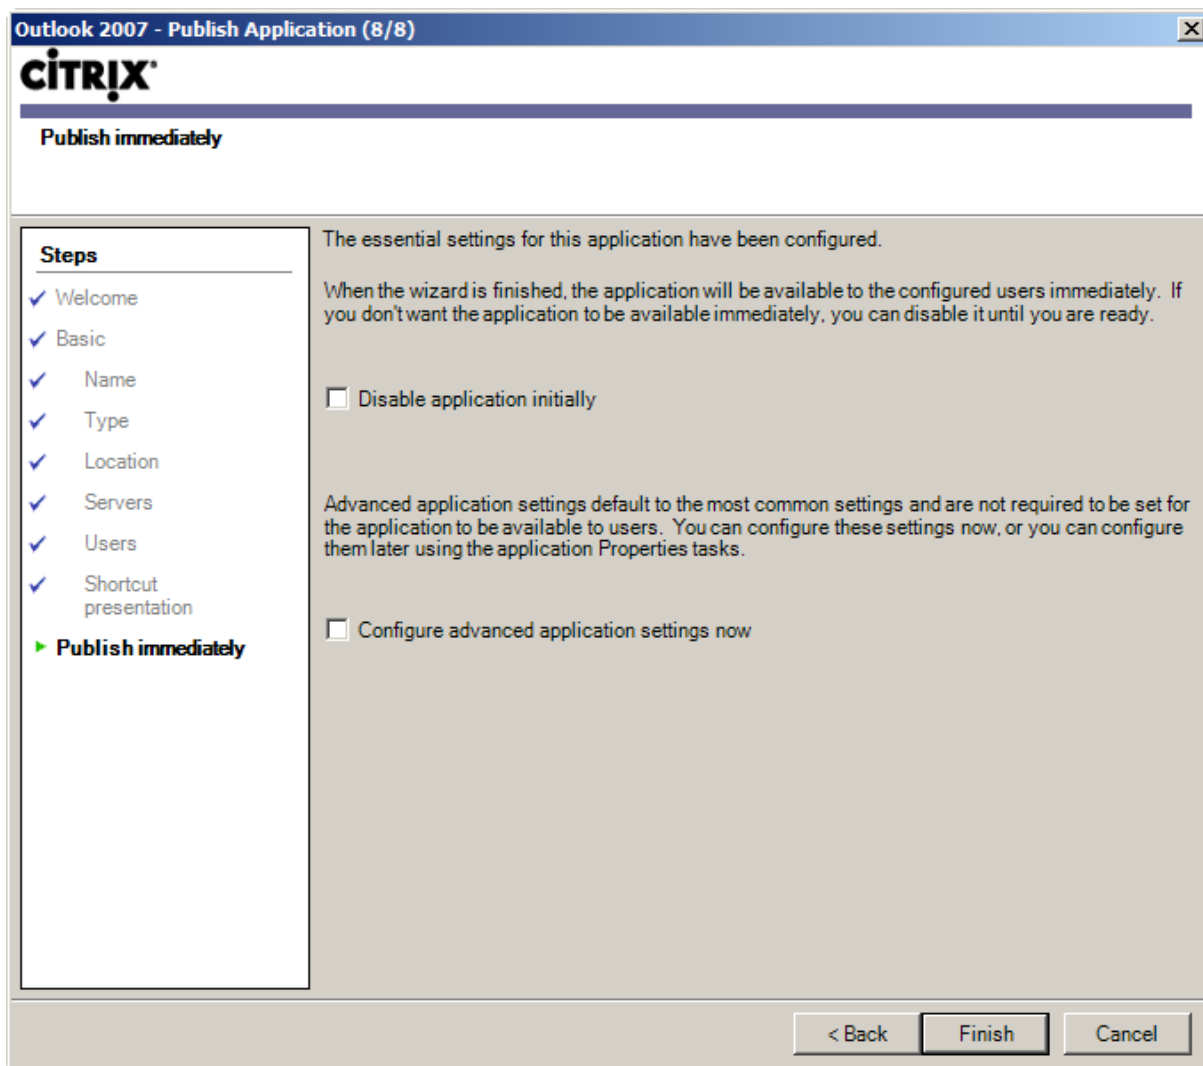 Outlook 2007 - Publish Application (8/8)
CITRIX®
Publish immediately
Steps
Welcome
Basic
Name
Type
Location
Servers
Users
Shortcut
presentation
Publish immediately
The essential settings for this application have been configured.
When the wizard is finished, the application will be available to the configured users immediately. If
you don't want the application to be available immediately, you can disable it until you are ready.
Disable application initially
Advanced application settings default to the most common settings and are not required to be set for
the application to be available to users. You can configure these settings now, or you can configure
them later using the application Properties tasks.
Configure advanced application settings now
< Back
Finish
Cancel